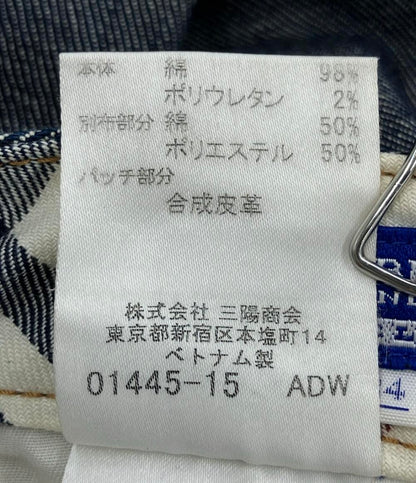 本体 綿 98%
ポリウレタン 2%
別布部分 綿 50%
ポリエステル 50%
パッチ部分
合成皮革
株式会社 三陽商会
東京都新宿区本塩町14
ベトナム製
01445-15 ADW
4